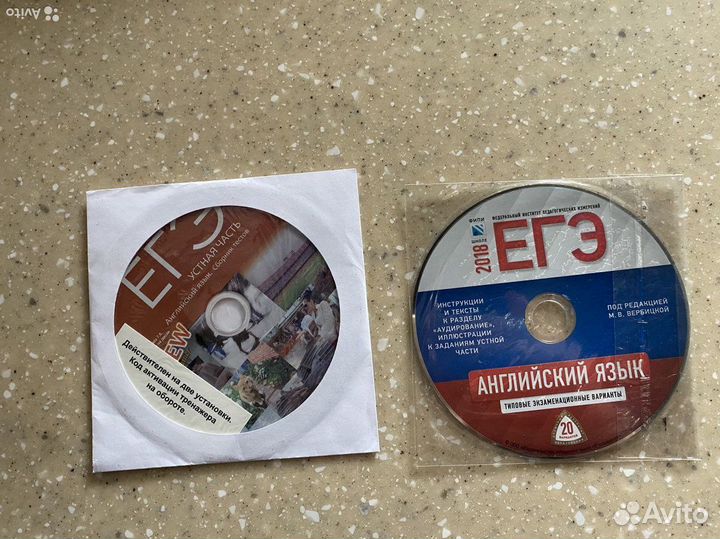 Avito
ЕГЭ
УСТНАЯ ЧАСТЬ
Английский язык. Сборник тестов
Действителен на две установки.
Код активации тренажера
на обороте.
ФЕДЕРАЛЬНЫЙ ИНСТИТУТ ПЕДАГОГИЧЕСКИХ ИЗМЕРЕНИЙ
ФИПИ
ШКОЛЕ
2018
ЕГЭ
ИНСТРУКЦИИ
И ТЕКСТЫ
К РАЗДЕЛУ
«АУДИРОВАНИЕ»,
ИЛЛЮСТРАЦИИ
К ЗАДАНИЯМ УСТНОЙ
ЧАСТИ
ПОД РЕДАКЦИЕЙ
М. В. ВЕРБИЦКОЙ
АНГЛИЙСКИЙ ЯЗЫК
ТИПОВЫЕ ЭКЗАМЕНАЦИОННЫЕ ВАРИАНТЫ
20
ВАРИАНТОВ
Avito